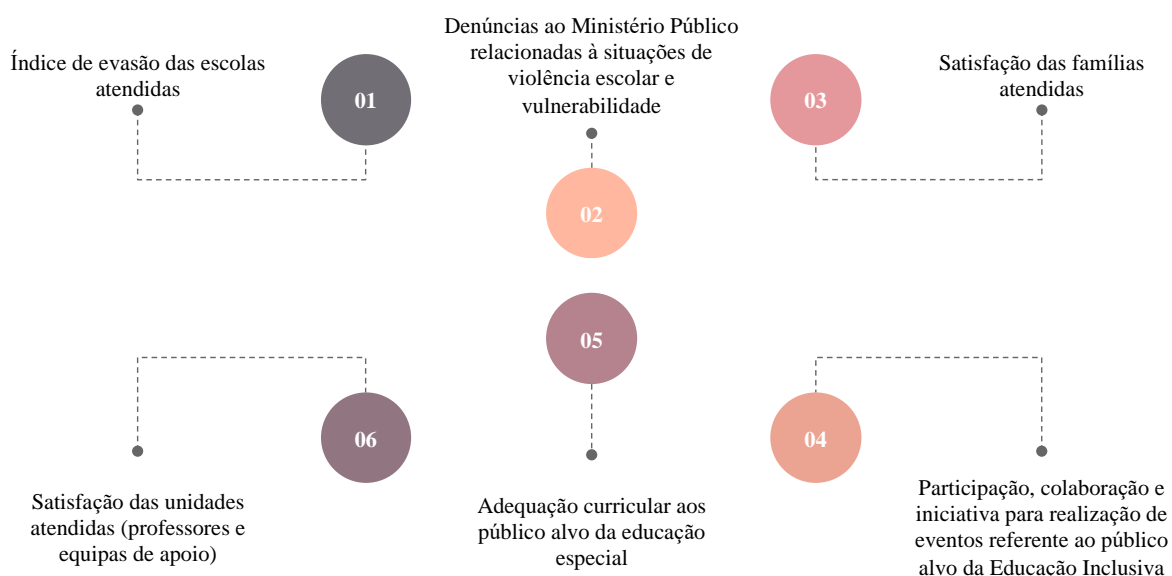 Índice de evasão das escolas
atendidas
01
Denúncias ao Ministério Público
relacionadas à situações de
violência escolar e
vulnerabilidade
02
Satisfação das famílias
atendidas
03
06
Satisfação das unidades
atendidas (professores e
equipas de apoio)
05
Adequação curricular aos
público alvo da educação
especial
04
Participação, colaboração e
iniciativa para realização de
eventos referente ao público
alvo da Educação Inclusiva